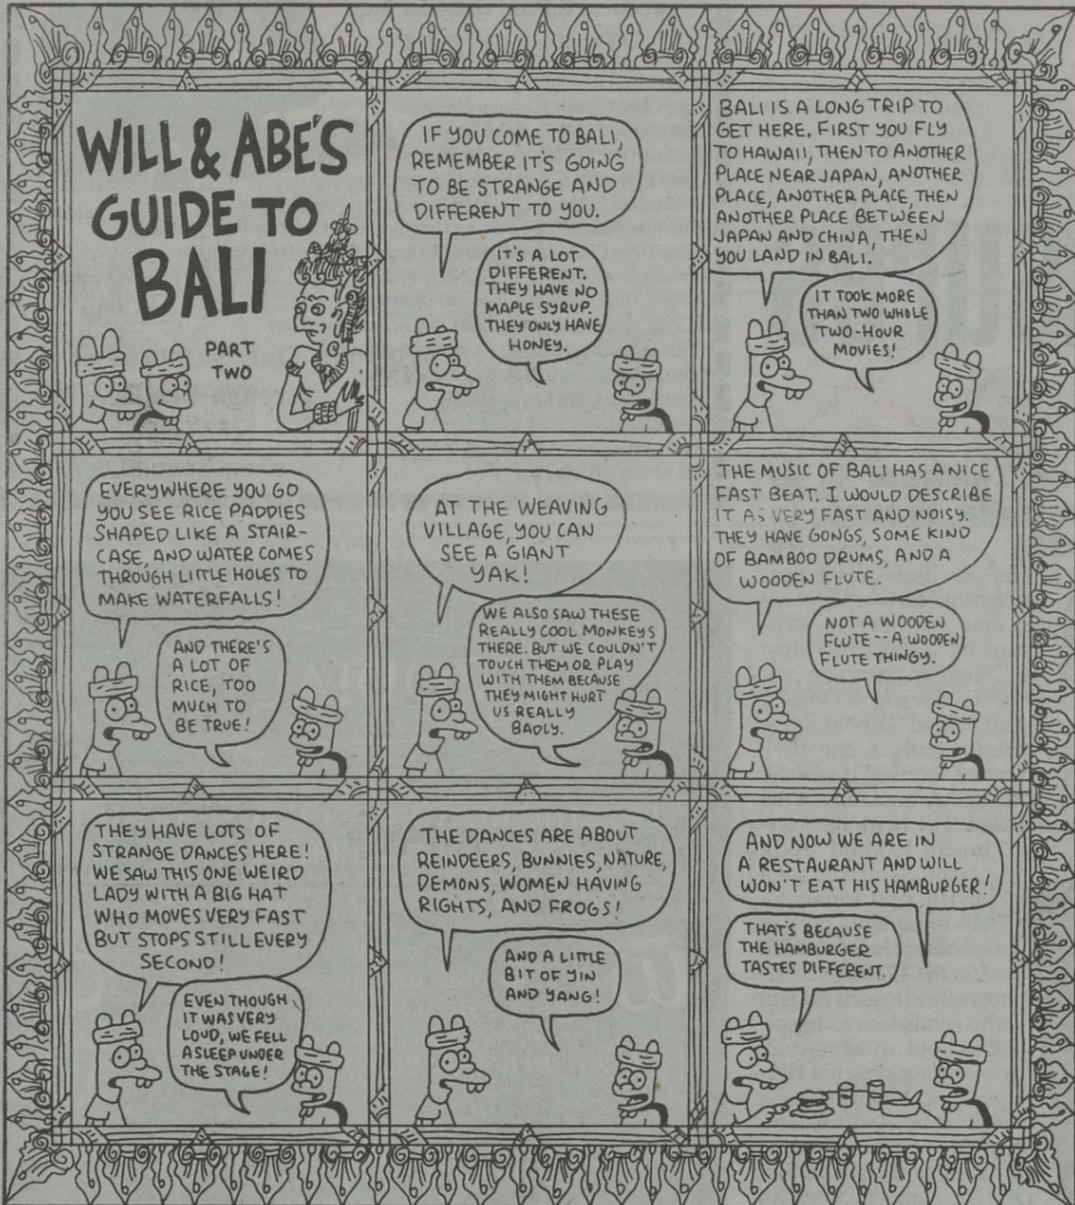 WILL & ABE'S
GUIDE TO
BALI
PART
TWO
IF YOU COME TO BALI,
REMEMBER IT'S GOING
TO BE STRANGE AND
DIFFERENT TO YOU.
IT'S A LOT
DIFFERENT.
THEY HAVE NO
MAPLE SYRUP.
THEY ONLY HAVE
HONEY.
BALI IS A LONG TRIP TO
GET HERE. FIRST YOU FLY
TO HAWAII, THEN TO ANOTHER
PLACE NEAR JAPAN, ANOTHER
PLACE, ANOTHER PLACE, THEN
ANOTHER PLACE BETWEEN
JAPAN AND CHINA, THEN
YOU LAND IN BALI.
IT TOOK MORE
THAN TWO WHOLE
TWO-HOUR
MOVIES!
EVERYWHERE YOU GO
YOU SEE RICE PADDIES
SHAPED LIKE A STAIR-
CASE, AND WATER COMES
THROUGH LITTLE HOLES TO
MAKE WATERFALLS!
AND THERE'S
A LOT OF
RICE, TOO
MUCH TO
BE TRUE!
AT THE WEAVING
VILLAGE, YOU CAN
SEE A GIANT
YAK!
WE ALSO SAW THESE
REALLY COOL MONKEYS
THERE. BUT WE COULDN'T
TOUCH THEM OR PLAY
WITH THEM BECAUSE
THEY MIGHT HURT
US REALLY
BADLY.
THE MUSIC OF BALI HAS A NICE
FAST BEAT. I WOULD DESCRIBE
IT AS VERY FAST AND NOISY.
THEY HAVE GONGS, SOME KIND
OF BAMBOO DRUMS, AND A
WOODEN FLUTE.
NOT A WOODEN
FLUTE -- A WOODEN
FLUTE THINGY.
THEY HAVE LOTS OF
STRANGE DANCES HERE!
WE SAW THIS ONE WEIRD
LADY WITH A BIG HAT
WHO MOVES VERY FAST
BUT STOPS STILL EVERY
SECOND!
EVEN THOUGH
IT WAS VERY
LOUD, WE FELL
ASLEEP UNDER
THE STAGE!
THE DANCES ARE ABOUT
REINDEERS, BUNNIES, NATURE,
DEMONS, WOMEN HAVING
RIGHTS, AND FROGS!
AND A LITTLE
BIT OF YIN
AND YANG!
AND NOW WE ARE IN
A RESTAURANT AND WILL
WON'T EAT HIS HAMBURGER!
THAT'S BECAUSE
THE HAMBURGER
TASTES DIFFERENT.